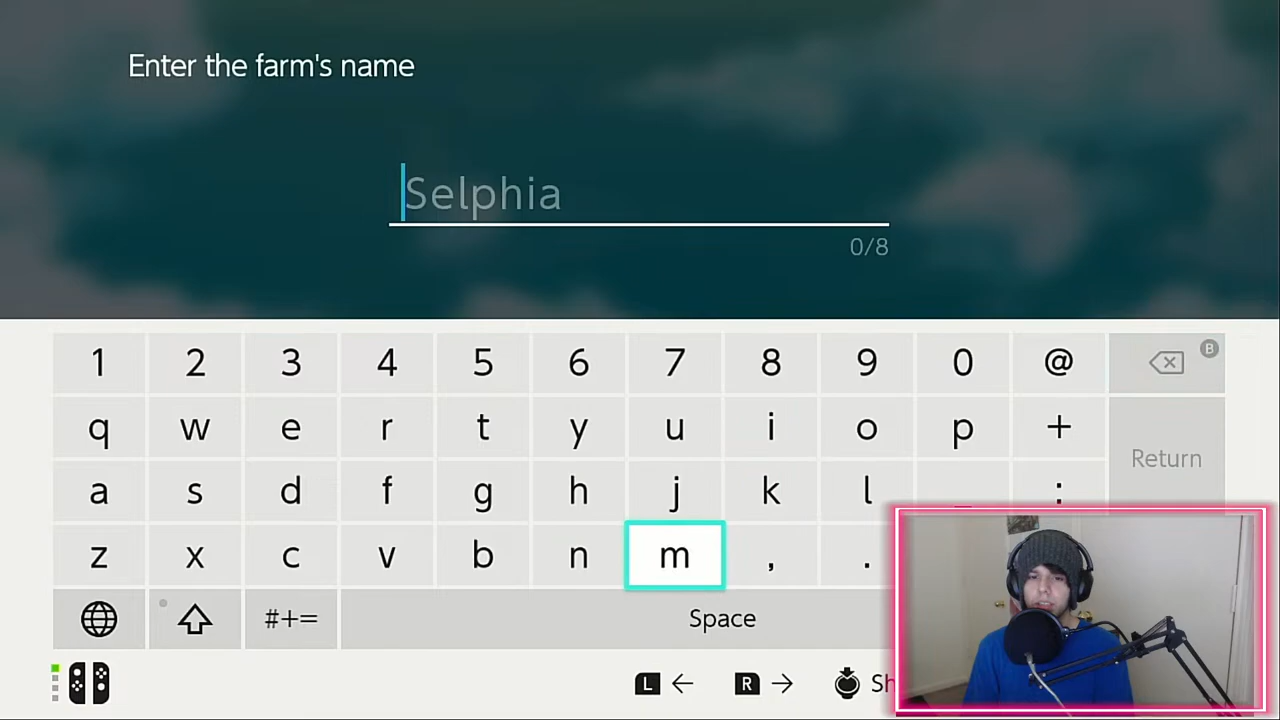 Enter the farm's name
Selphia
0/8
1 2 3 4 5 6 7 8 9 0 @ B
q w e r t y u i o p +
Return
a s d f g h j k l :
z x c v b n m , .
#+= Space
L ← R → Sh